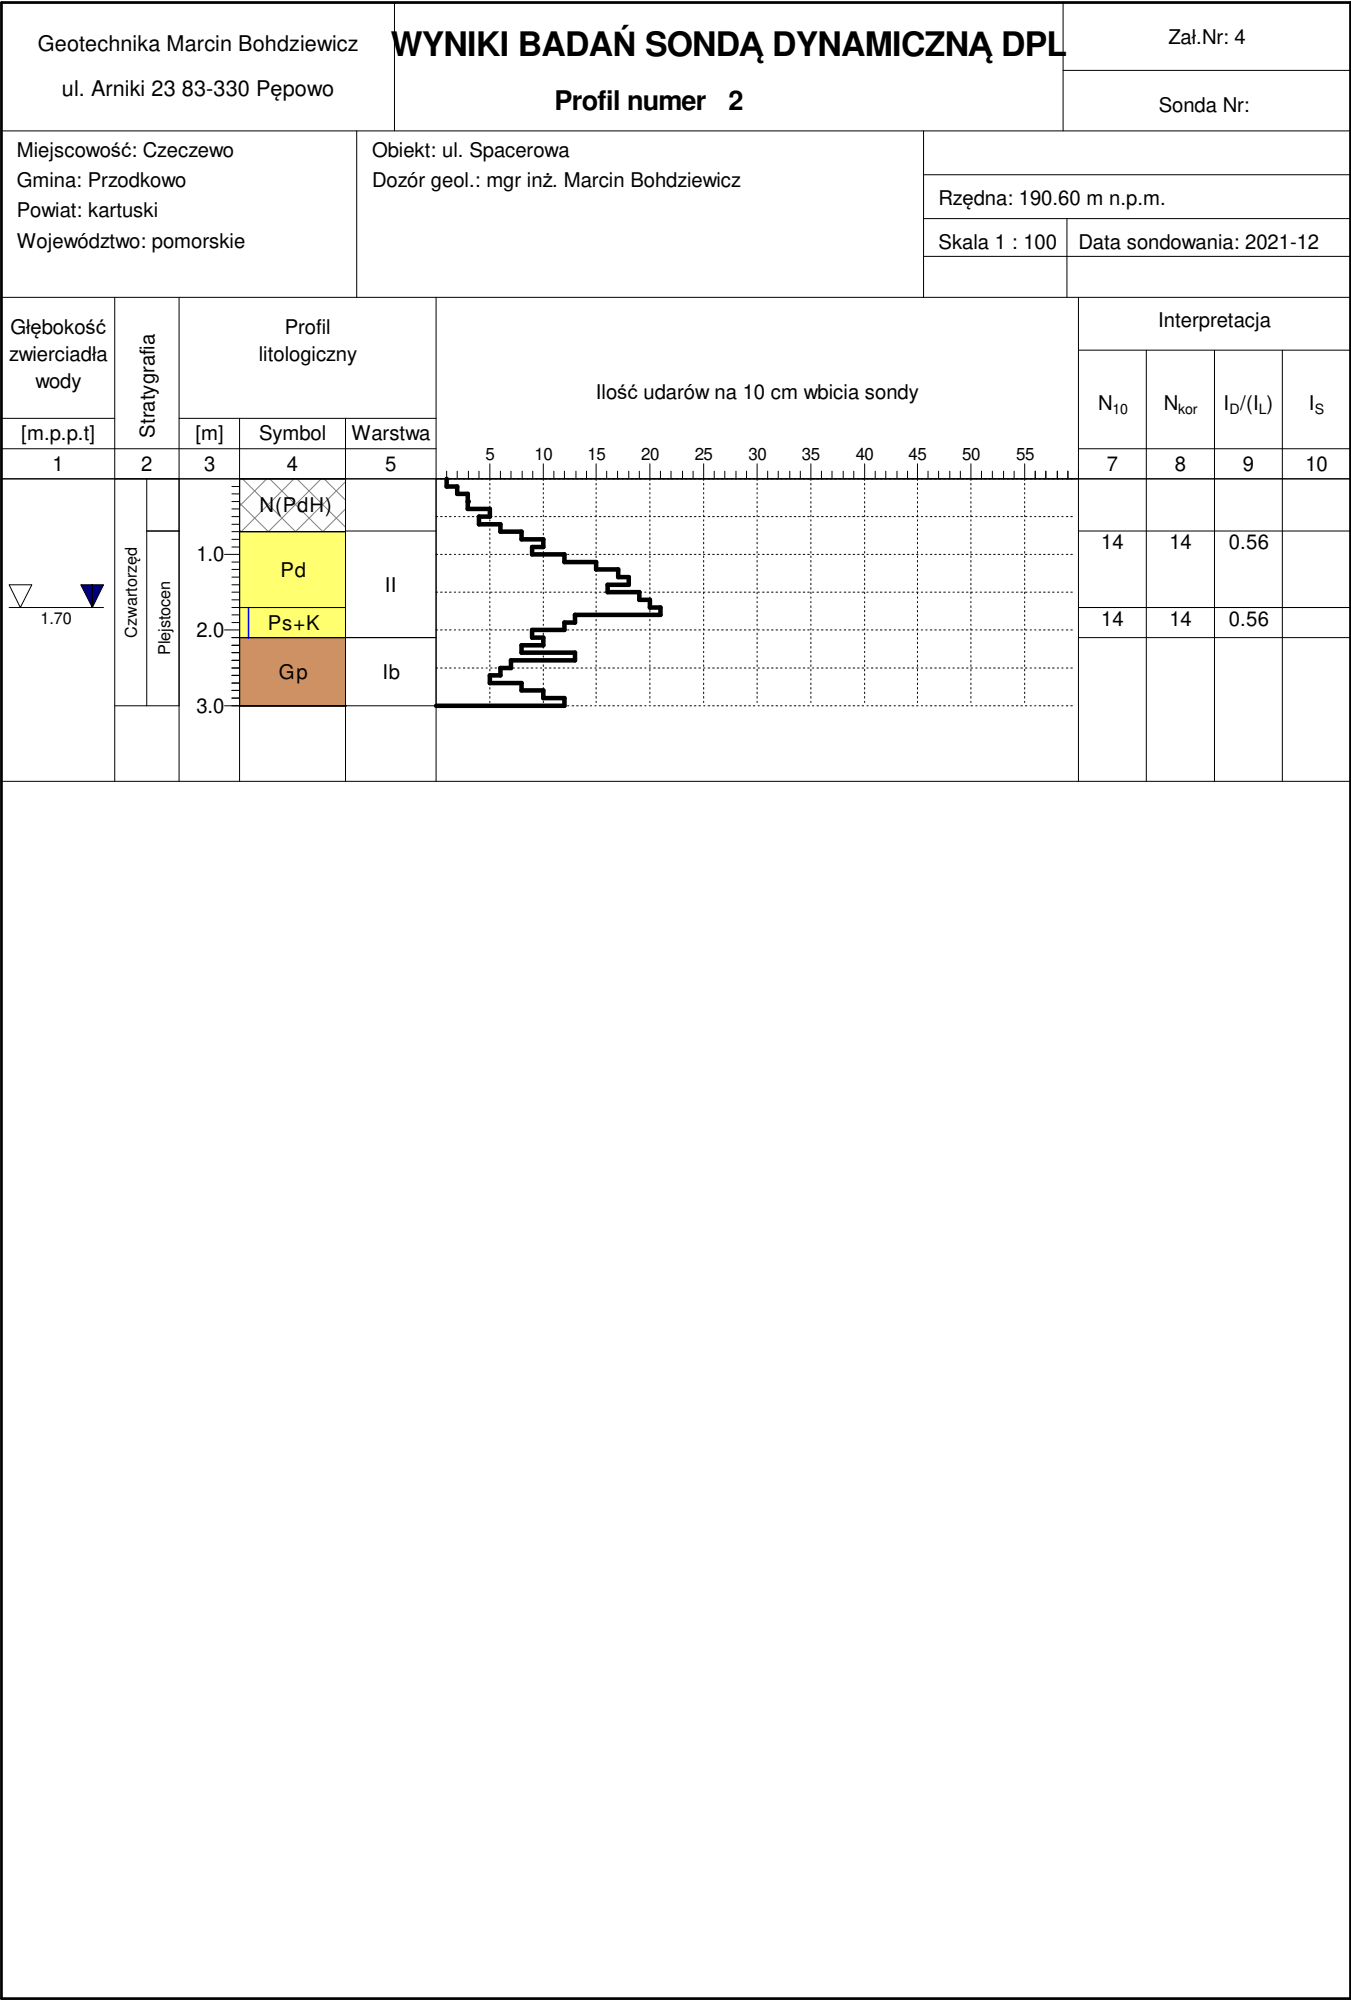 Geotechnika Marcin Bohdziewicz
ul. Arniki 23 83-330 Pępowo
WYNIKI BADAŃ SONDĄ DYNAMICZNĄ DPL
Profil numer 2
Zał.Nr: 4
Sonda Nr:
Miejscowość: Czeczewo
Gmina: Przodkowo
Powiat: kartuski
Województwo: pomorskie
Obiekt: ul. Spacerowa
Dozór geol.: mgr inż. Marcin Bohdziewicz
Rzędna: 190.60 m n.p.m.
Skala 1 : 100 Data sondowania: 2021-12
Głębokość
zwierciadła
wody
[m.p.p.t]
Stratygrafia
Profil
litologiczny
[m] Symbol Warstwa
Ilość udarów na 10 cm wbicia sondy
5 10 15 20 25 30 35 40 45 50 55
Interpretacja
N10 Nkor ID/(IL) IS
1 2 3 4 5 7 8 9 10
N(PdH)
1.0
Pd
II
14 14 0.56
1.70
Czwartorzęd
Plejstocen
2.0
Ps+K
14 14 0.56
Gp
Ib
3.0